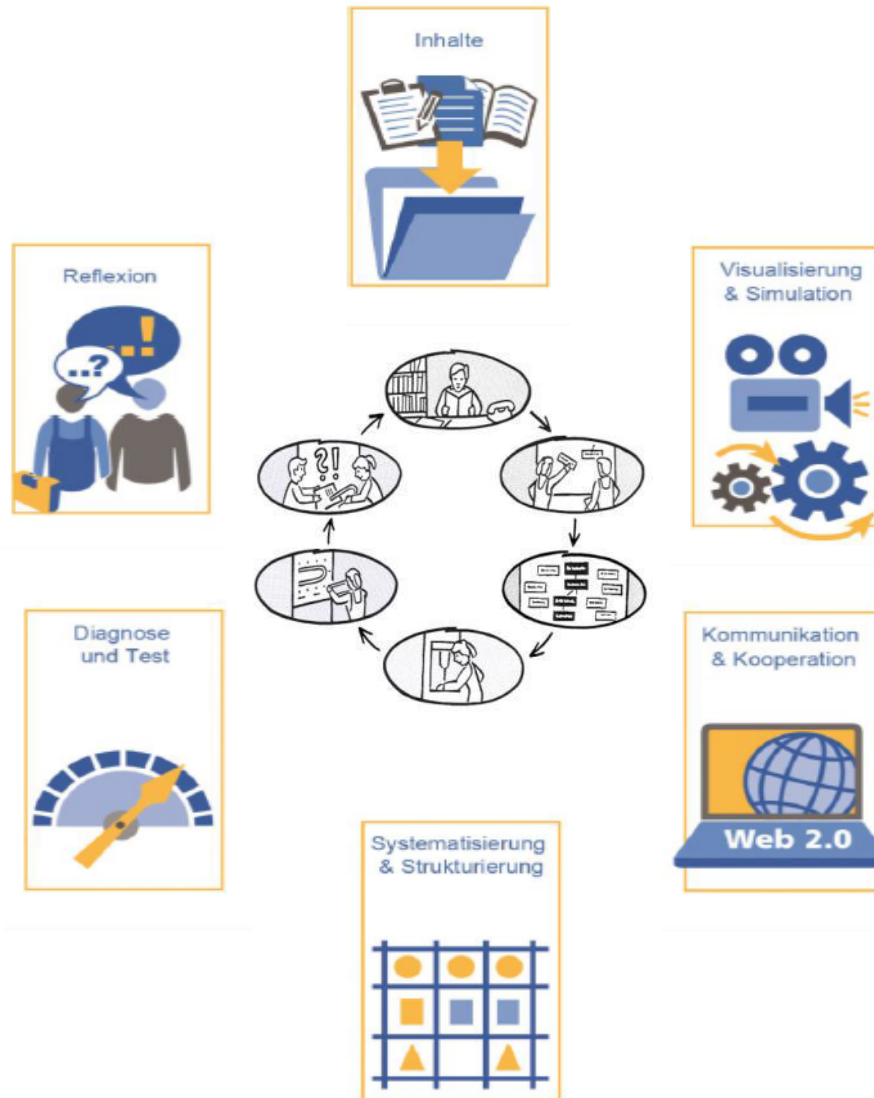 Inhalte
Visualisierung
& Simulation
Kommunikation
& Kooperation
Web 2.0
Systematisierung
& Strukturierung
Diagnose
und Test
Reflexion
...!
...?
?!